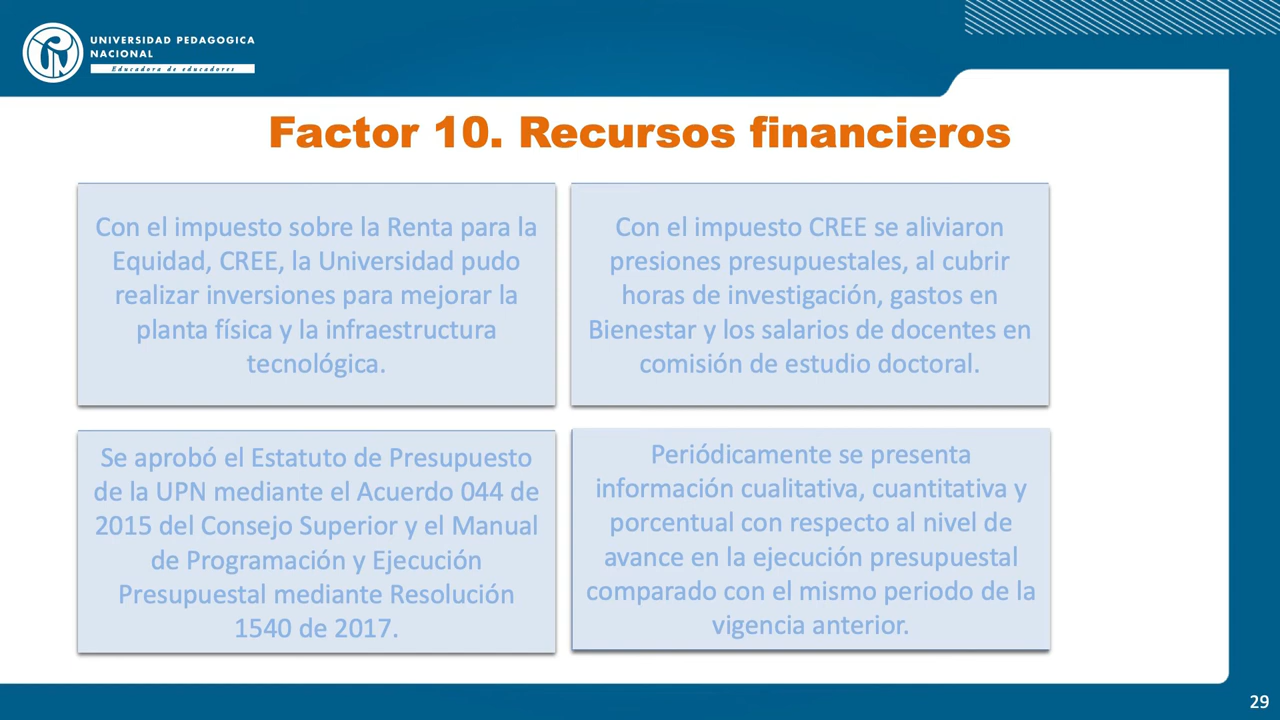 UNIVERSIDAD PEDAGOGICA
NACIONAL
Educadora de educadores
Factor 10. Recursos financieros
Con el impuesto sobre la Renta para la
Equidad, CREE, la Universidad pudo
realizar inversiones para mejorar la
planta física y la infraestructura
tecnológica.
Con el impuesto CREE se aliviaron
presiones presupuestales, al cubrir
horas de investigación, gastos en
Bienestar y los salarios de docentes en
comisión de estudio doctoral.
Se aprobó el Estatuto de Presupuesto
de la UPN mediante el Acuerdo 044 de
2015 del Consejo Superior y el Manual
de Programación y Ejecución
Presupuestal mediante Resolución
1540 de 2017.
Periódicamente se presenta
información cualitativa, cuantitativa y
porcentual con respecto al nivel de
avance en la ejecución presupuestal
comparado con el mismo periodo de la
vigencia anterior.
29